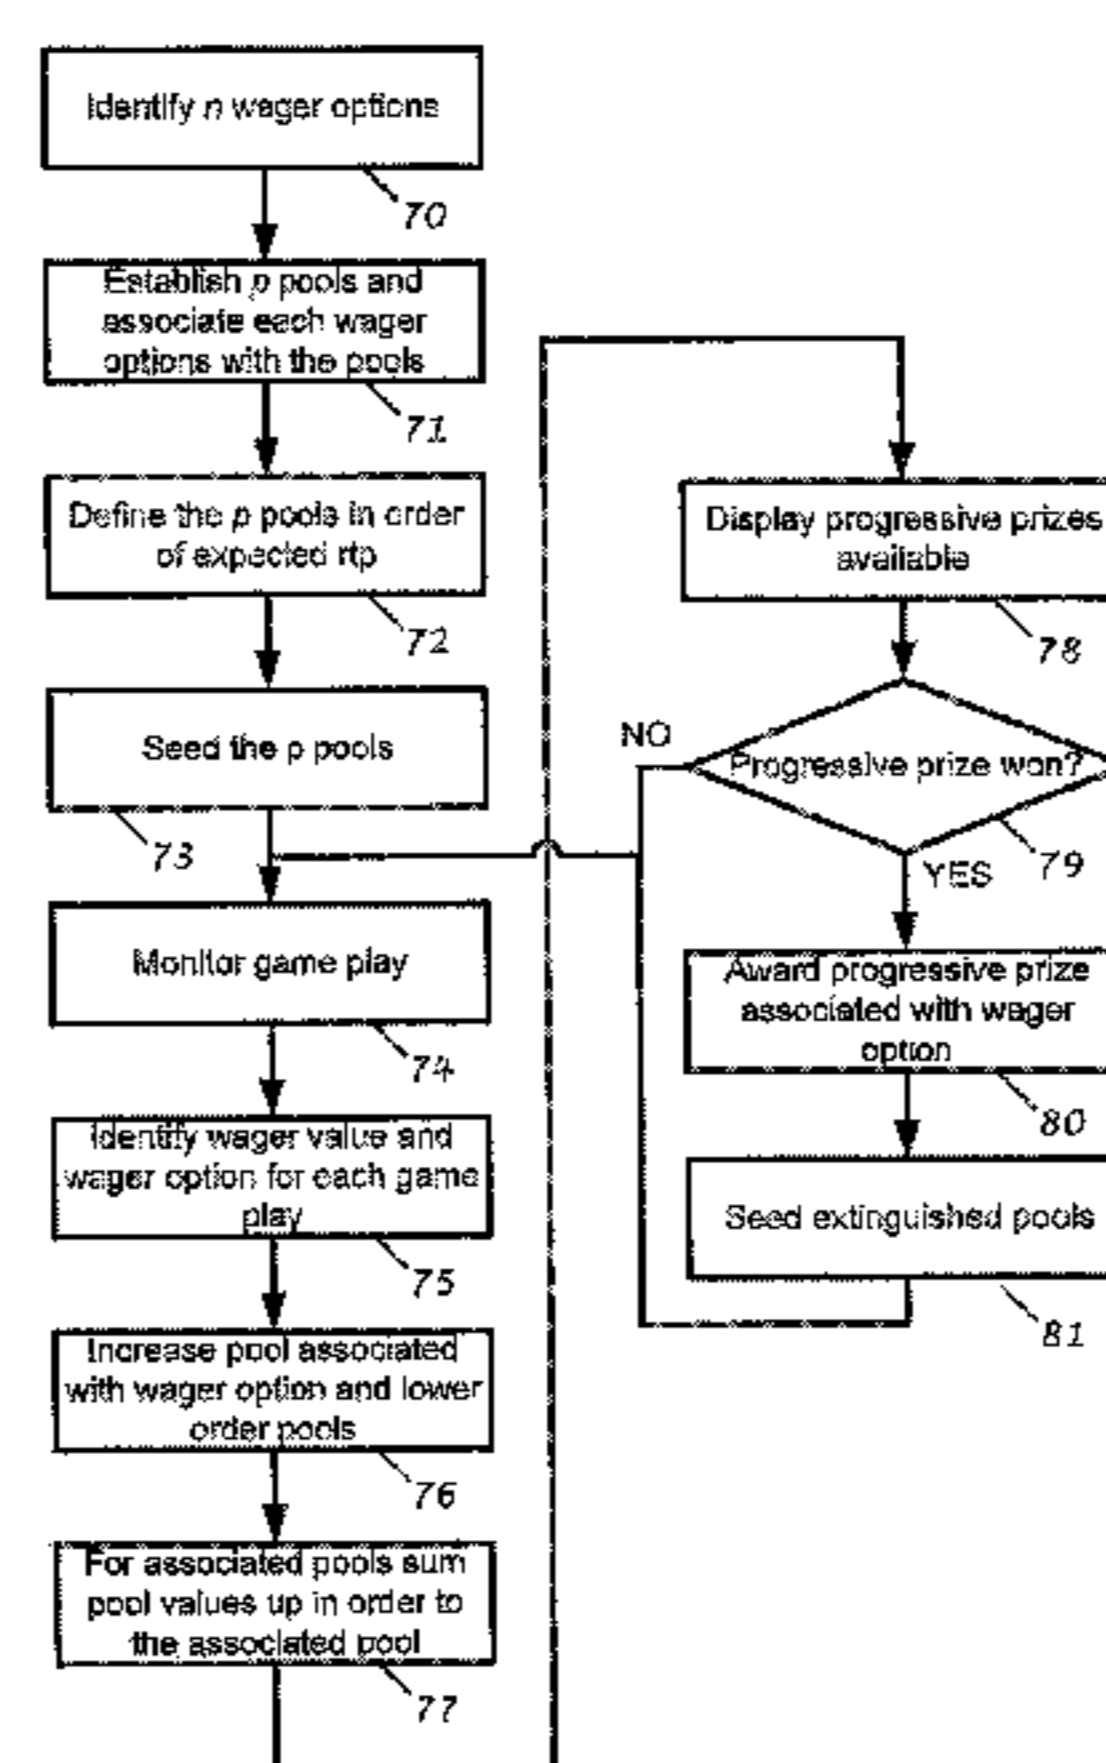 Identify n wager options
70
Establish p pools and
associate each wager
options with the pools
71
Define the p pools in order
of expected rtp
72
Seed the p pools
73
Monitor game play
74
Identify wager value and
wager option for each game
play
75
Increase pool associated
with wager option and lower
order pools
76
For associated pools sum
pool values up in order to
the associated pool
77
Display progressive prizes
available
78
NO
Progressive prize won?
79
YES
Award progressive prize
associated with wager
option
80
Seed extinguished pools
81